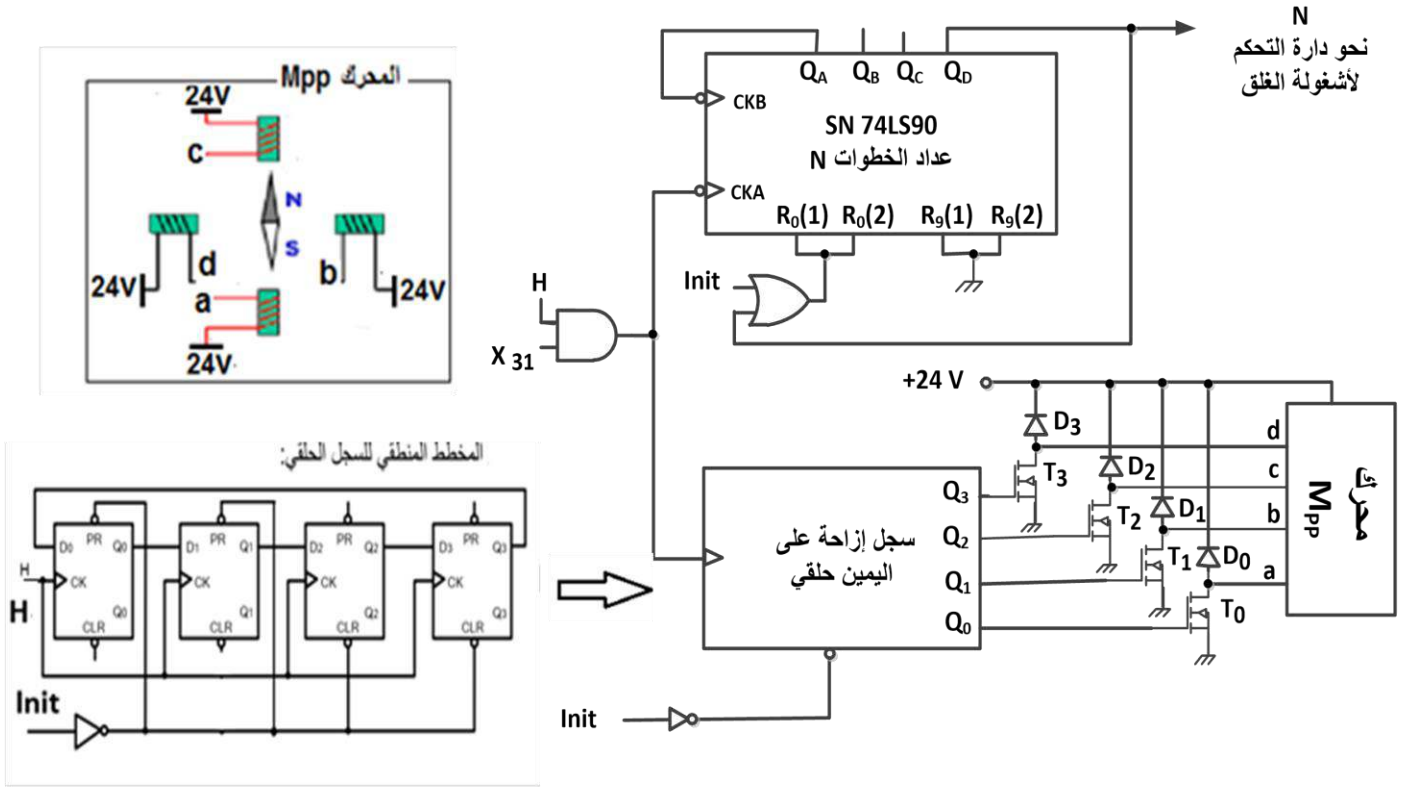 المحرك Mpp
24V
c
N
S
d
b
24V
24V
a
24V
المخطط المنطقي للسجل الحلقي:
PR
D0
Q0
CK
Q0
CLR
PR
D1
Q1
CK
Q1
CLR
PR
D2
Q2
CK
Q2
CLR
PR
D3
Q3
CK
Q3
CLR
H
H
Init
N
نحو دارة التحكم
لأشغولة الغلق
QA QB QC QD
CKB
SN 74LS90
عداد الخطوات N
CKA
R0(1) R0(2) R9(1) R9(2)
Init
H
X 31
+24 V
D3
T3
D2
T2
D1
T1
D0
T0
d
c
b
a
محرك
MPP
سجل إزاحة على
اليمين حلقي
Q3
Q2
Q1
Q0
Init